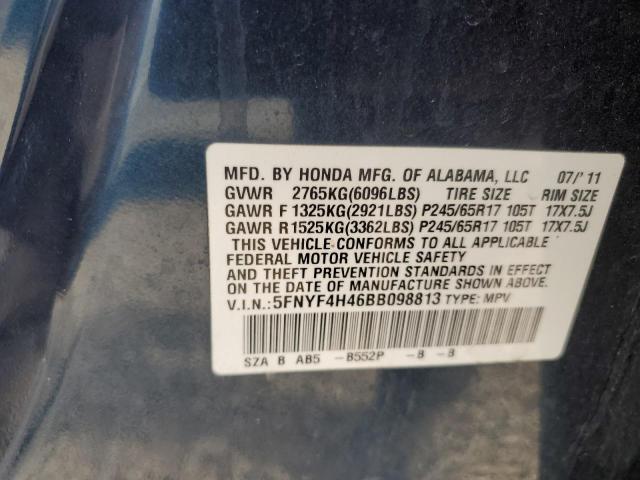 MFD. BY HONDA MFG. OF ALABAMA, LLC 07/'11
GVWR 2765KG(6096LBS) TIRE SIZE RIM SIZE
GAWR F 1325KG(2921LBS) P245/65R17 105T 17X7.5J
GAWR R 1525KG(3362LBS) P245/65R17 105T 17X7.5J
THIS VEHICLE CONFORMS TO ALL APPLICABLE
FEDERAL MOTOR VEHICLE SAFETY
AND THEFT PREVENTION STANDARDS IN EFFECT
ON THE DATE OF MANUFACTURE SHOWN ABOVE.
V.I.N.:5FNYF4H46BB098813 TYPE: MPV
SZA B AB5 -B552P -B -B